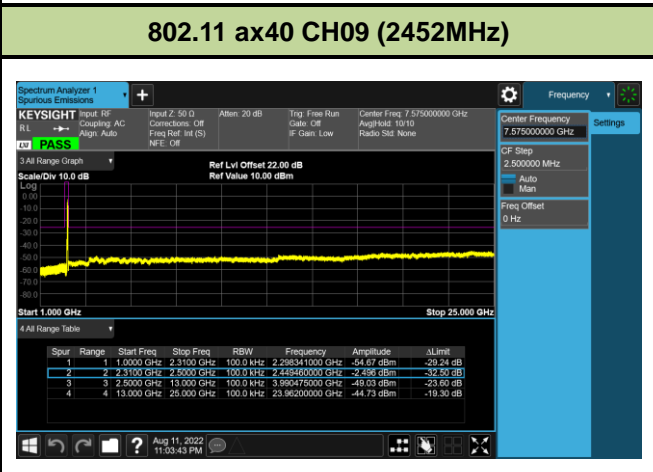 802.11 ax40 CH09 (2452MHz)
Spectrum Analyzer 1
Spurious Emissions
+
Frequency
KEYSIGHT
RL
LXI
PASS
Input: RF
Coupling: AC
Align: Auto
Input Z: 50 Ω
Corrections: Off
Freq Ref: Int (S)
NFE: Off
Atten: 20 dB
Trig: Free Run
Gate: Off
IF Gain: Low
Center Freq: 7.575000000 GHz
Avg|Hold: 10/10
Radio Std: None
Center Frequency
7.575000000 GHz
Settings
CF Step
2.500000 MHz
Auto
Man
Freq Offset
0 Hz
3 All Range Graph
Scale/Div 10.0 dB
Ref Lvl Offset 22.00 dB
Ref Value 10.00 dBm
Log
0.00
-10.0
-20.0
-30.0
-40.0
-50.0
-60.0
-70.0
-80.0
Start 1.000 GHz
Stop 25.000 GHz
4 All Range Table
Spur Range Start Freq Stop Freq RBW Frequency Amplitude ΔLimit
1 1 1.0000 GHz 2.3100 GHz 100.0 kHz 2.298341000 GHz -54.67 dBm -29.24 dB
2 2 2.3100 GHz 2.5000 GHz 100.0 kHz 2.449460000 GHz -2.496 dBm -32.50 dB
3 3 2.5000 GHz 13.000 GHz 100.0 kHz 3.990475000 GHz -49.03 dBm -23.60 dB
4 4 13.000 GHz 25.000 GHz 100.0 kHz 23.96200000 GHz -44.73 dBm -19.30 dB
?
Aug 11, 2022
11:03:43 PM